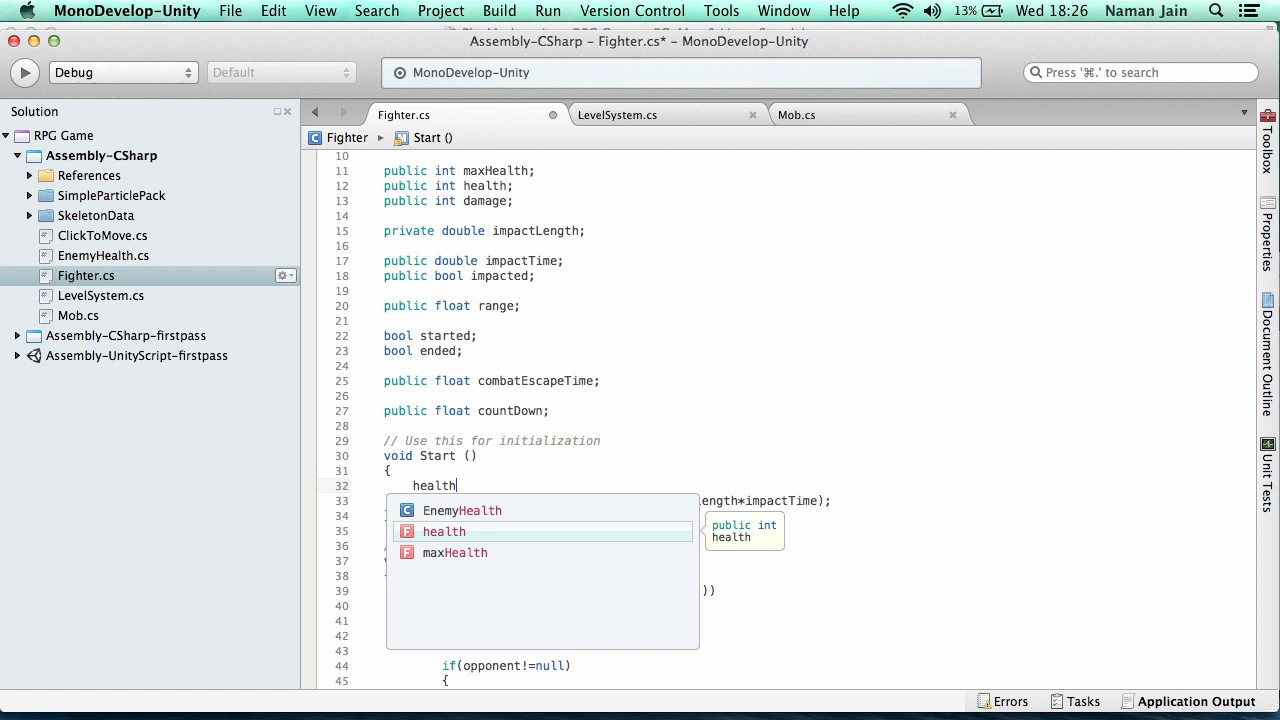 MonoDevelop-Unity File Edit View Search Project Build Run Version Control Tools Window Help 13% Wed 18:26 Naman Jain
Assembly-CSharp – Fighter.cs* – MonoDevelop-Unity
Debug Default MonoDevelop-Unity Press '⌘.' to search
Solution
RPG Game
Assembly-CSharp
References
SimpleParticlePack
SkeletonData
ClickToMove.cs
EnemyHealth.cs
Fighter.cs
LevelSystem.cs
Mob.cs
Assembly-CSharp-firstpass
Assembly-UnityScript-firstpass
Fighter.cs LevelSystem.cs Mob.cs
Fighter Start ()
10
11 public int maxHealth;
12 public int health;
13 public int damage;
14
15 private double impactLength;
16
17 public double impactTime;
18 public bool impacted;
19
20 public float range;
21
22 bool started;
23 bool ended;
24
25 public float combatEscapeTime;
26
27 public float countDown;
28
29 // Use this for initialization
30 void Start ()
31 {
32 health
33 ength*impactTime);
34
35
36
37
38
39 ))
40
41
42
43
44 if(opponent!=null)
45 {
EnemyHealth
health
maxHealth
public int
health
Toolbox
Properties
Document Outline
Unit Tests
Errors Tasks Application Output